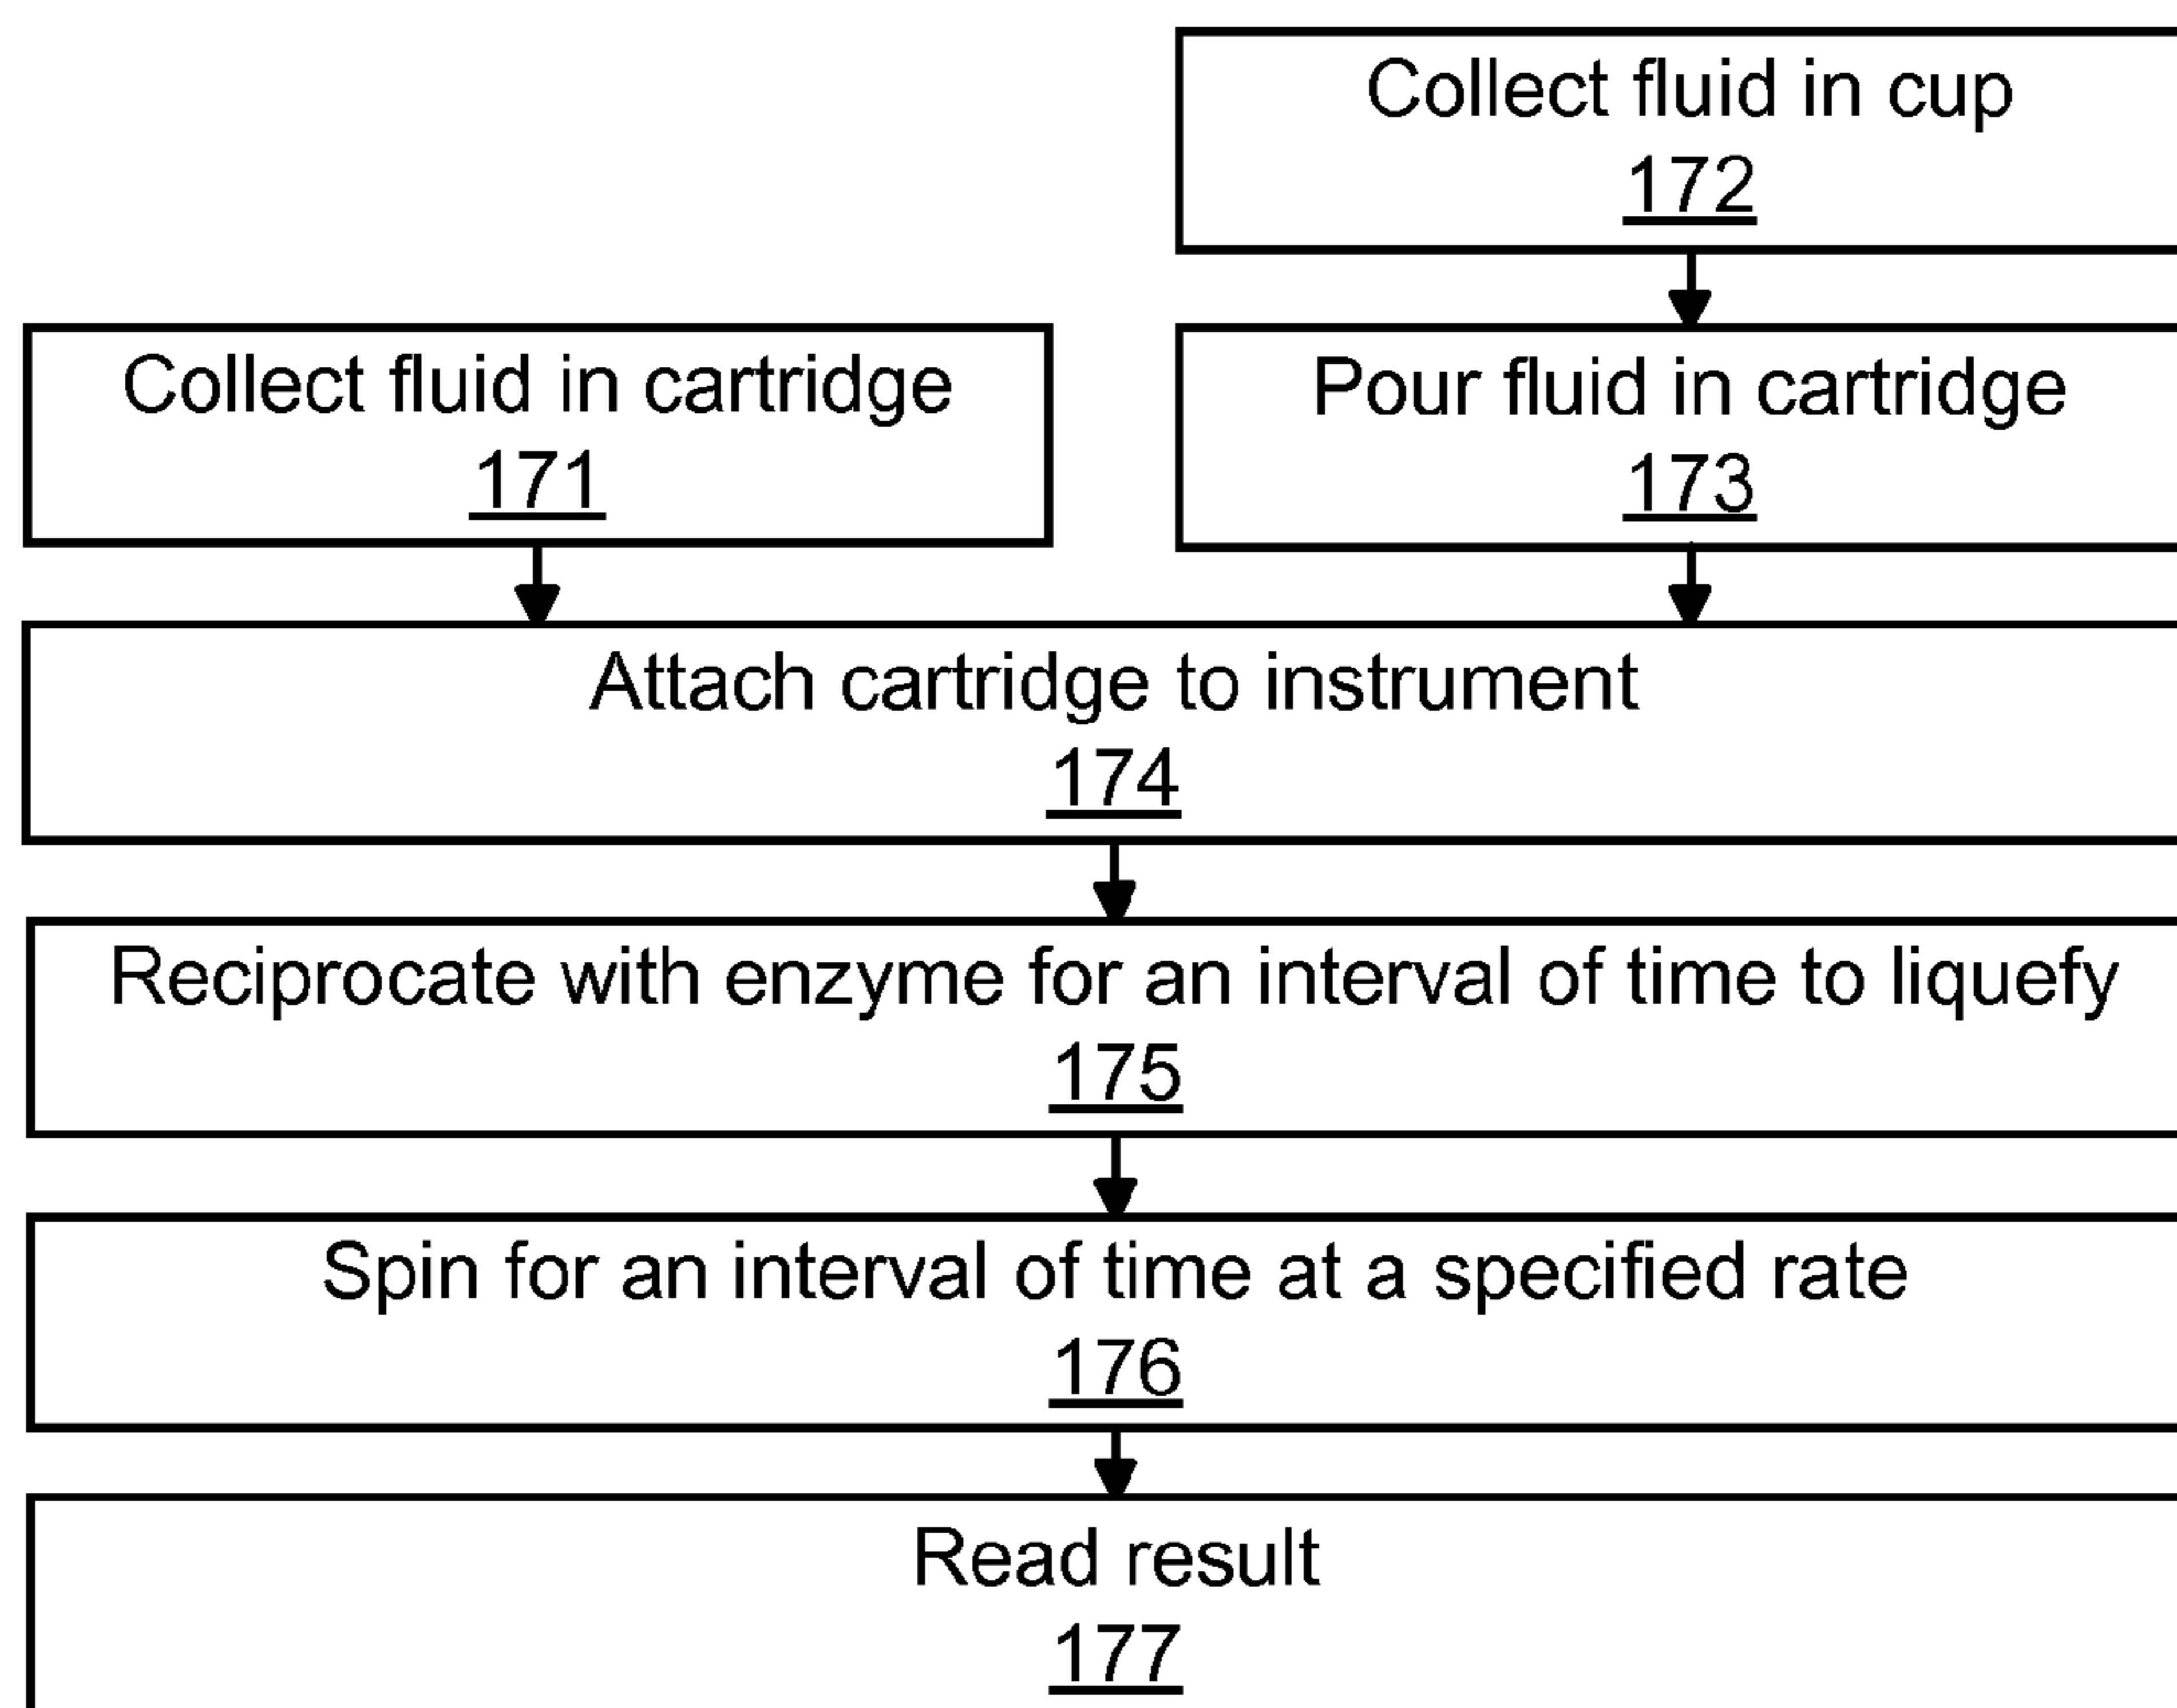 Collect fluid in cup
172
Collect fluid in cartridge
171
Pour fluid in cartridge
173
Attach cartridge to instrument
174
Reciprocate with enzyme for an interval of time to liquefy
175
Spin for an interval of time at a specified rate
176
Read result
177